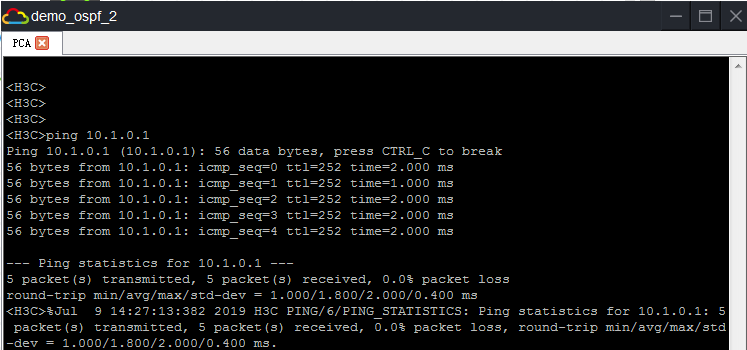 demo_ospf_2
PCA
<H3C>
<H3C>
<H3C>
<H3C>ping 10.1.0.1
Ping 10.1.0.1 (10.1.0.1): 56 data bytes, press CTRL_C to break
56 bytes from 10.1.0.1: icmp_seq=0 ttl=252 time=2.000 ms
56 bytes from 10.1.0.1: icmp_seq=1 ttl=252 time=1.000 ms
56 bytes from 10.1.0.1: icmp_seq=2 ttl=252 time=2.000 ms
56 bytes from 10.1.0.1: icmp_seq=3 ttl=252 time=2.000 ms
56 bytes from 10.1.0.1: icmp_seq=4 ttl=252 time=2.000 ms
--- Ping statistics for 10.1.0.1 ---
5 packet(s) transmitted, 5 packet(s) received, 0.0% packet loss
round-trip min/avg/max/std-dev = 1.000/1.800/2.000/0.400 ms
<H3C>%Jul  9 14:27:13:382 2019 H3C PING/6/PING_STATISTICS: Ping statistics for 10.1.0.1: 5
 packet(s) transmitted, 5 packet(s) received, 0.0% packet loss, round-trip min/avg/max/std
-dev = 1.000/1.800/2.000/0.400 ms.